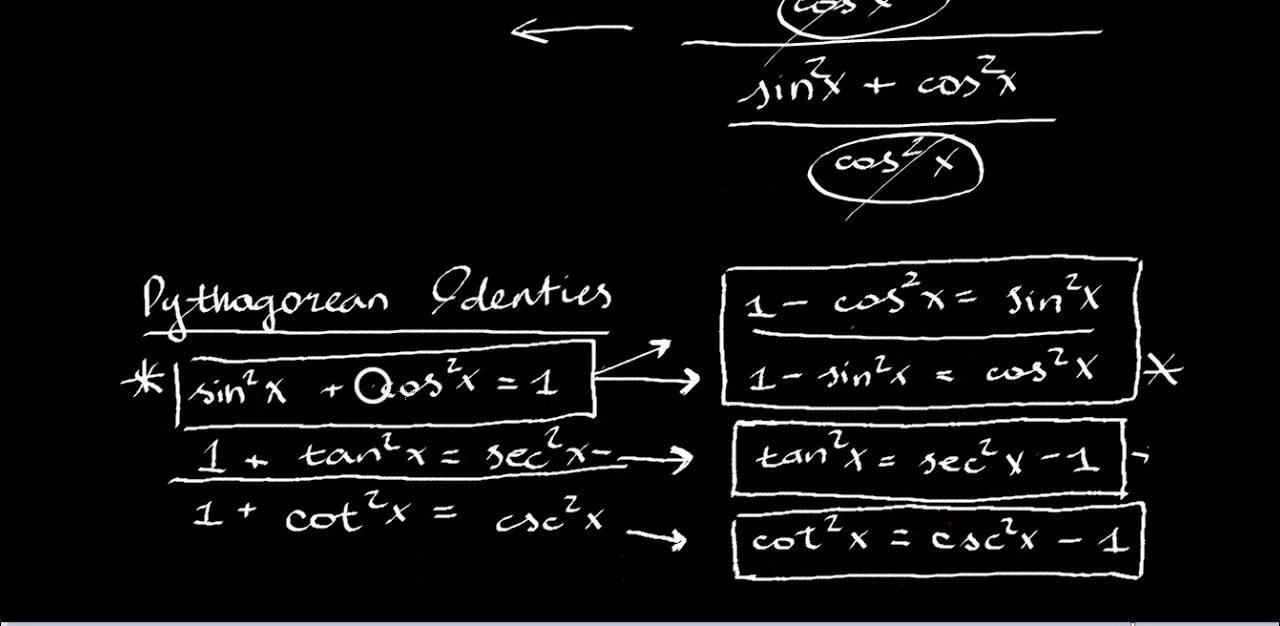 cos x
sin²x + cos²x
cos²x
Pythagorean Identies
* sin²x + cos²x = 1
1 + tan²x = sec²x
1 + cot²x = csc²x
1 - cos²x = sin²x
1 - sin²x = cos²x *
tan²x = sec²x - 1
cot²x = csc²x - 1